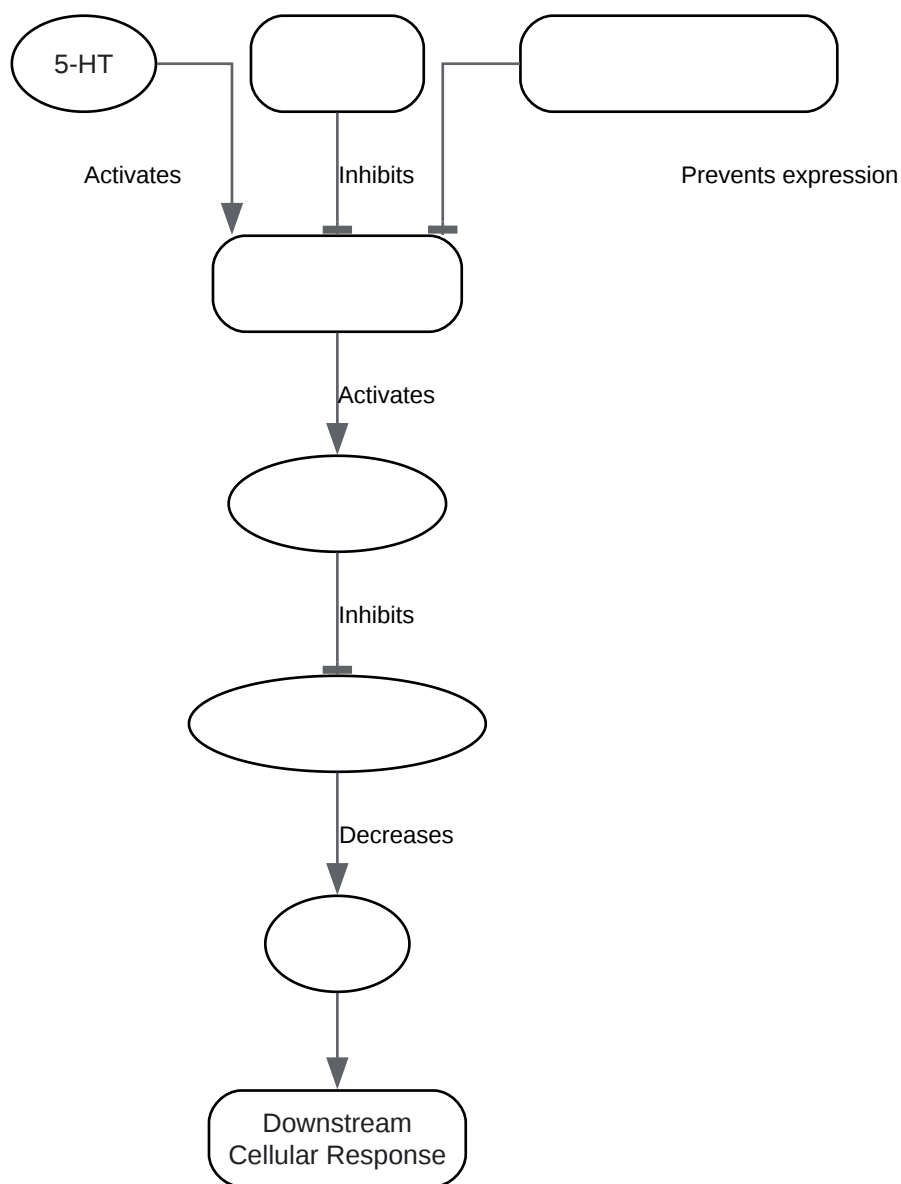 5-HT
Activates
Inhibits
Prevents expression
Activates
Inhibits
Decreases
Downstream
Cellular Response